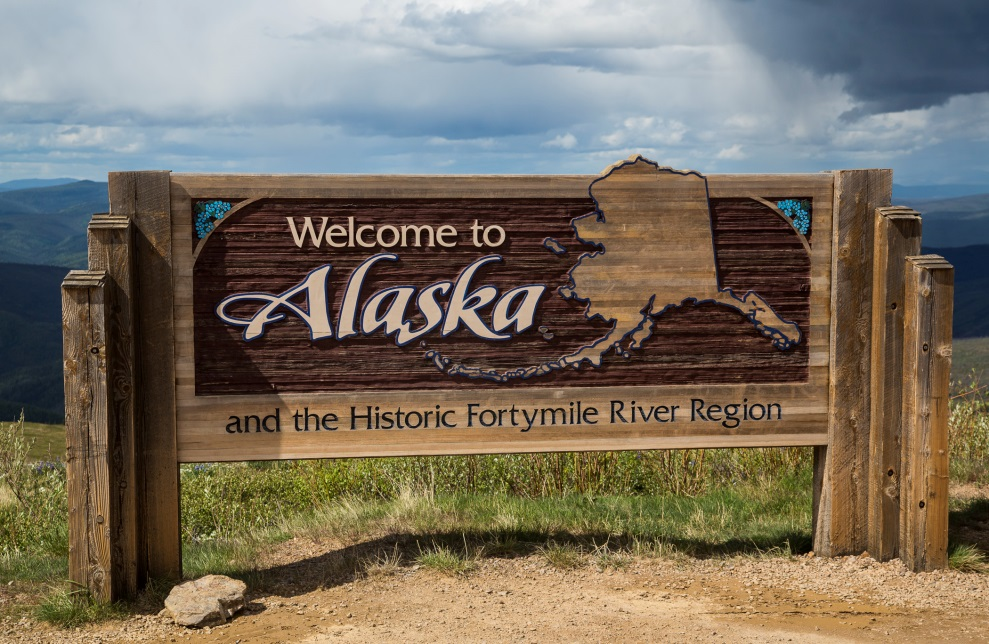 Welcome to
Alaska
and the Historic Fortymile River Region